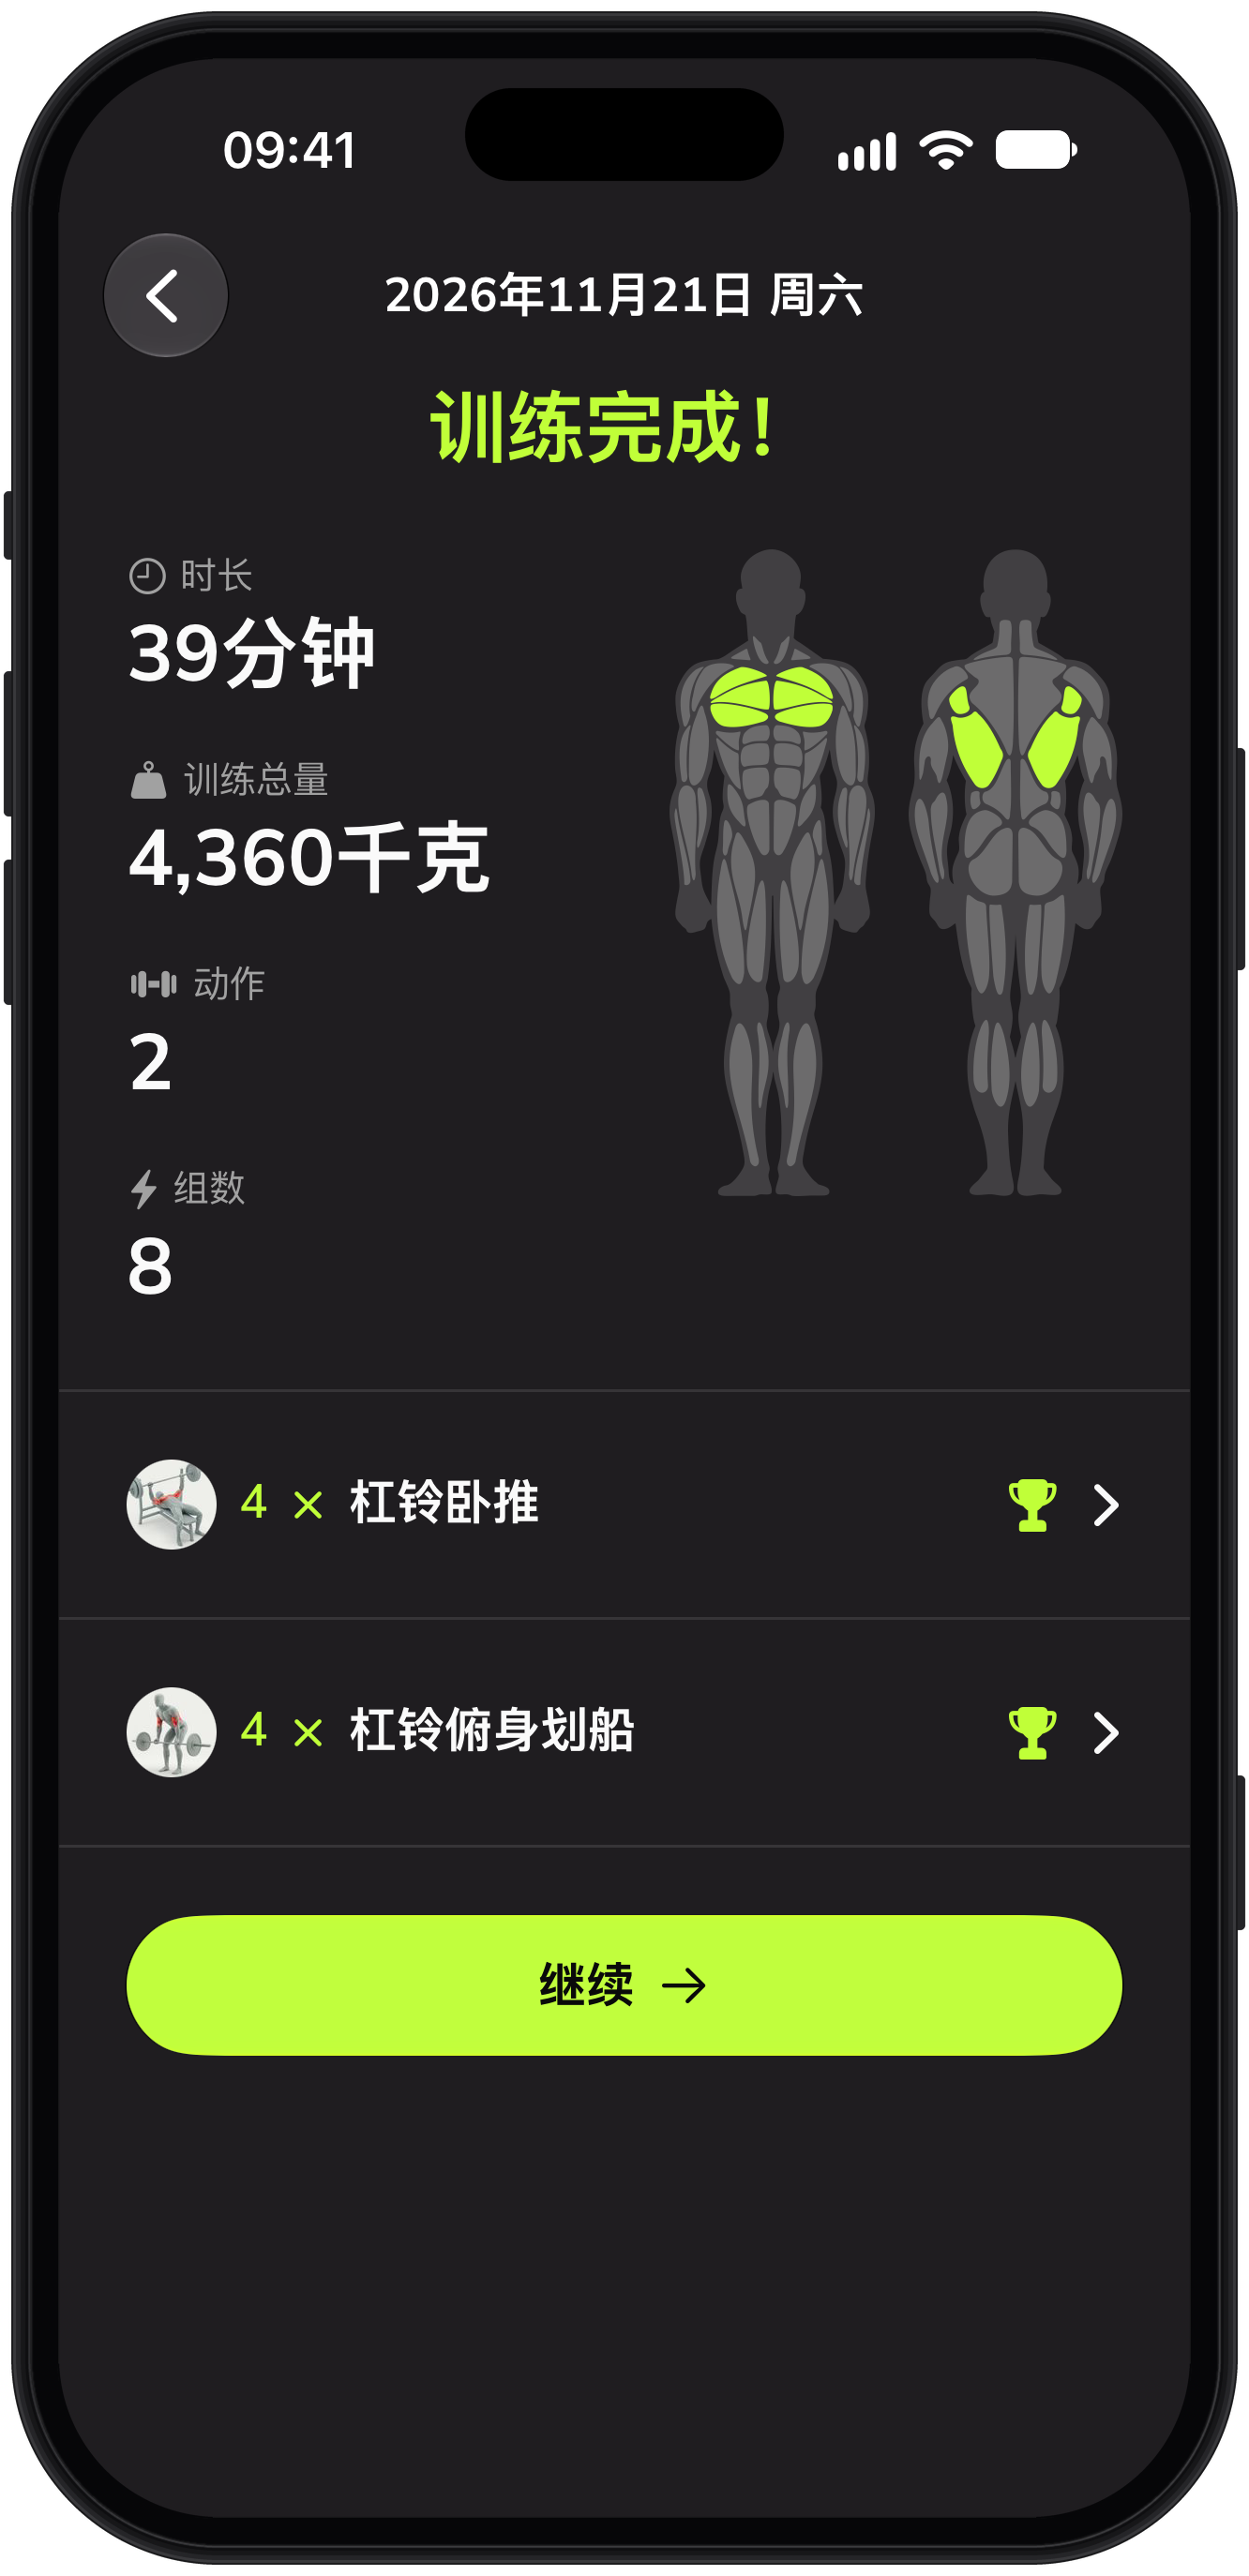 09:41
2026年11月21日 周六
训练完成!
时长
39分钟
训练总量
4,360千克
动作
2
组数
8
4 × 杠铃卧推
4 × 杠铃俯身划船
继续 →